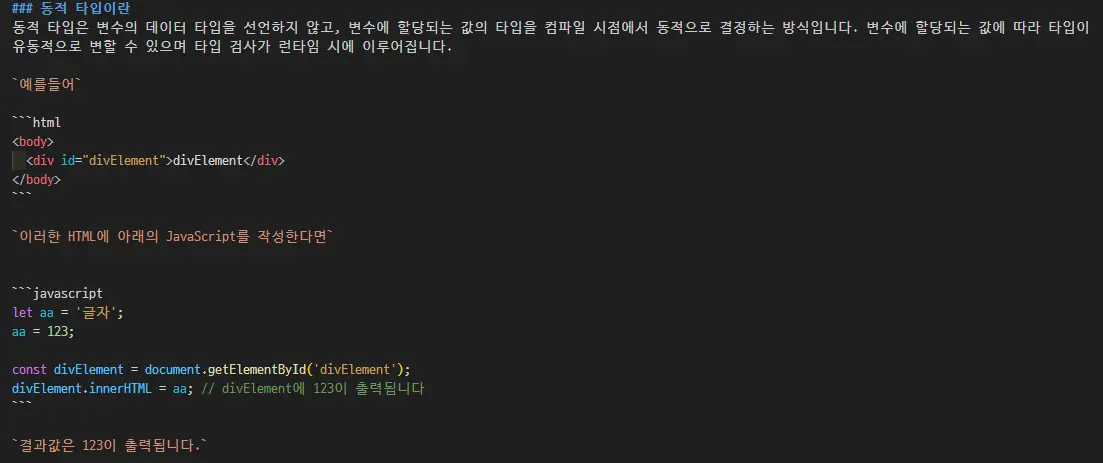 ### 동적 타입이란
동적 타입은 변수의 데이터 타입을 선언하지 않고, 변수에 할당되는 값의 타입을 컴파일 시점에서 동적으로 결정하는 방식입니다. 변수에 할당되는 값에 따라 타입이
유동적으로 변할 수 있으며 타입 검사가 런타임 시에 이루어집니다.
`예를들어`
```html
<body>
  <div id="divElement">divElement</div>
</body>
```
`이러한 HTML에 아래의 JavaScript를 작성한다면`
```javascript
let aa = '글자';
aa = 123;
const divElement = document.getElementById('divElement');
divElement.innerHTML = aa; // divElement에 123이 출력됩니다
```
`결과값은 123이 출력됩니다.`